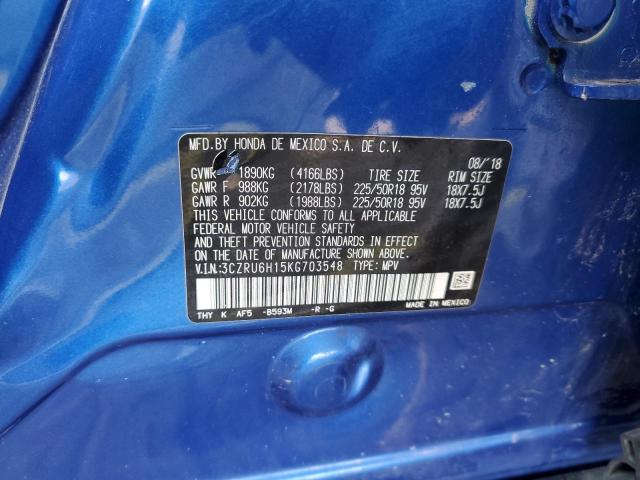 MFD. BY HONDA DE MEXICO S.A. DE C.V.
08/'18
GVWR 1890KG (4166LBS) TIRE SIZE RIM SIZE
GAWR F 988KG (2178LBS) 225/50R18 95V 18X7.5J
GAWR R 902KG (1988LBS) 225/50R18 95V 18X7.5J
THIS VEHICLE CONFORMS TO ALL APPLICABLE
FEDERAL MOTOR VEHICLE SAFETY
AND THEFT PREVENTION STANDARDS IN EFFECT
ON THE DATE OF MANUFACTURE SHOWN ABOVE.
V.I.N:3CZRU6H15KG703548 TYPE: MPV
THY K AF5 -B593M -R -G MADE IN MEXICO